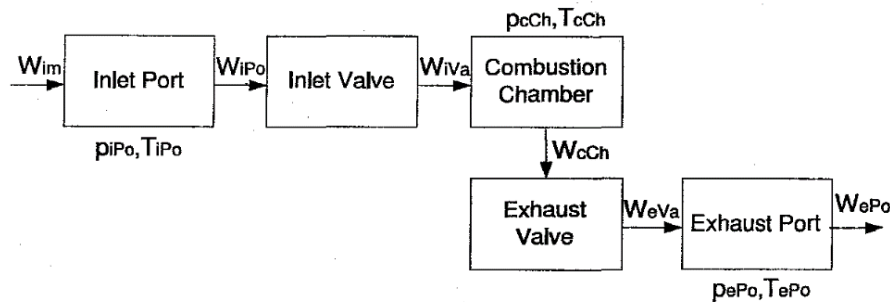 pcCh,TcCh
Wim
Inlet Port
WiPo
Inlet Valve
WiVa
Combustion
Chamber
piPo,TiPo
WcCh
Exhaust
Valve
WeVa
Exhaust Port
WePo
pePo,TePo